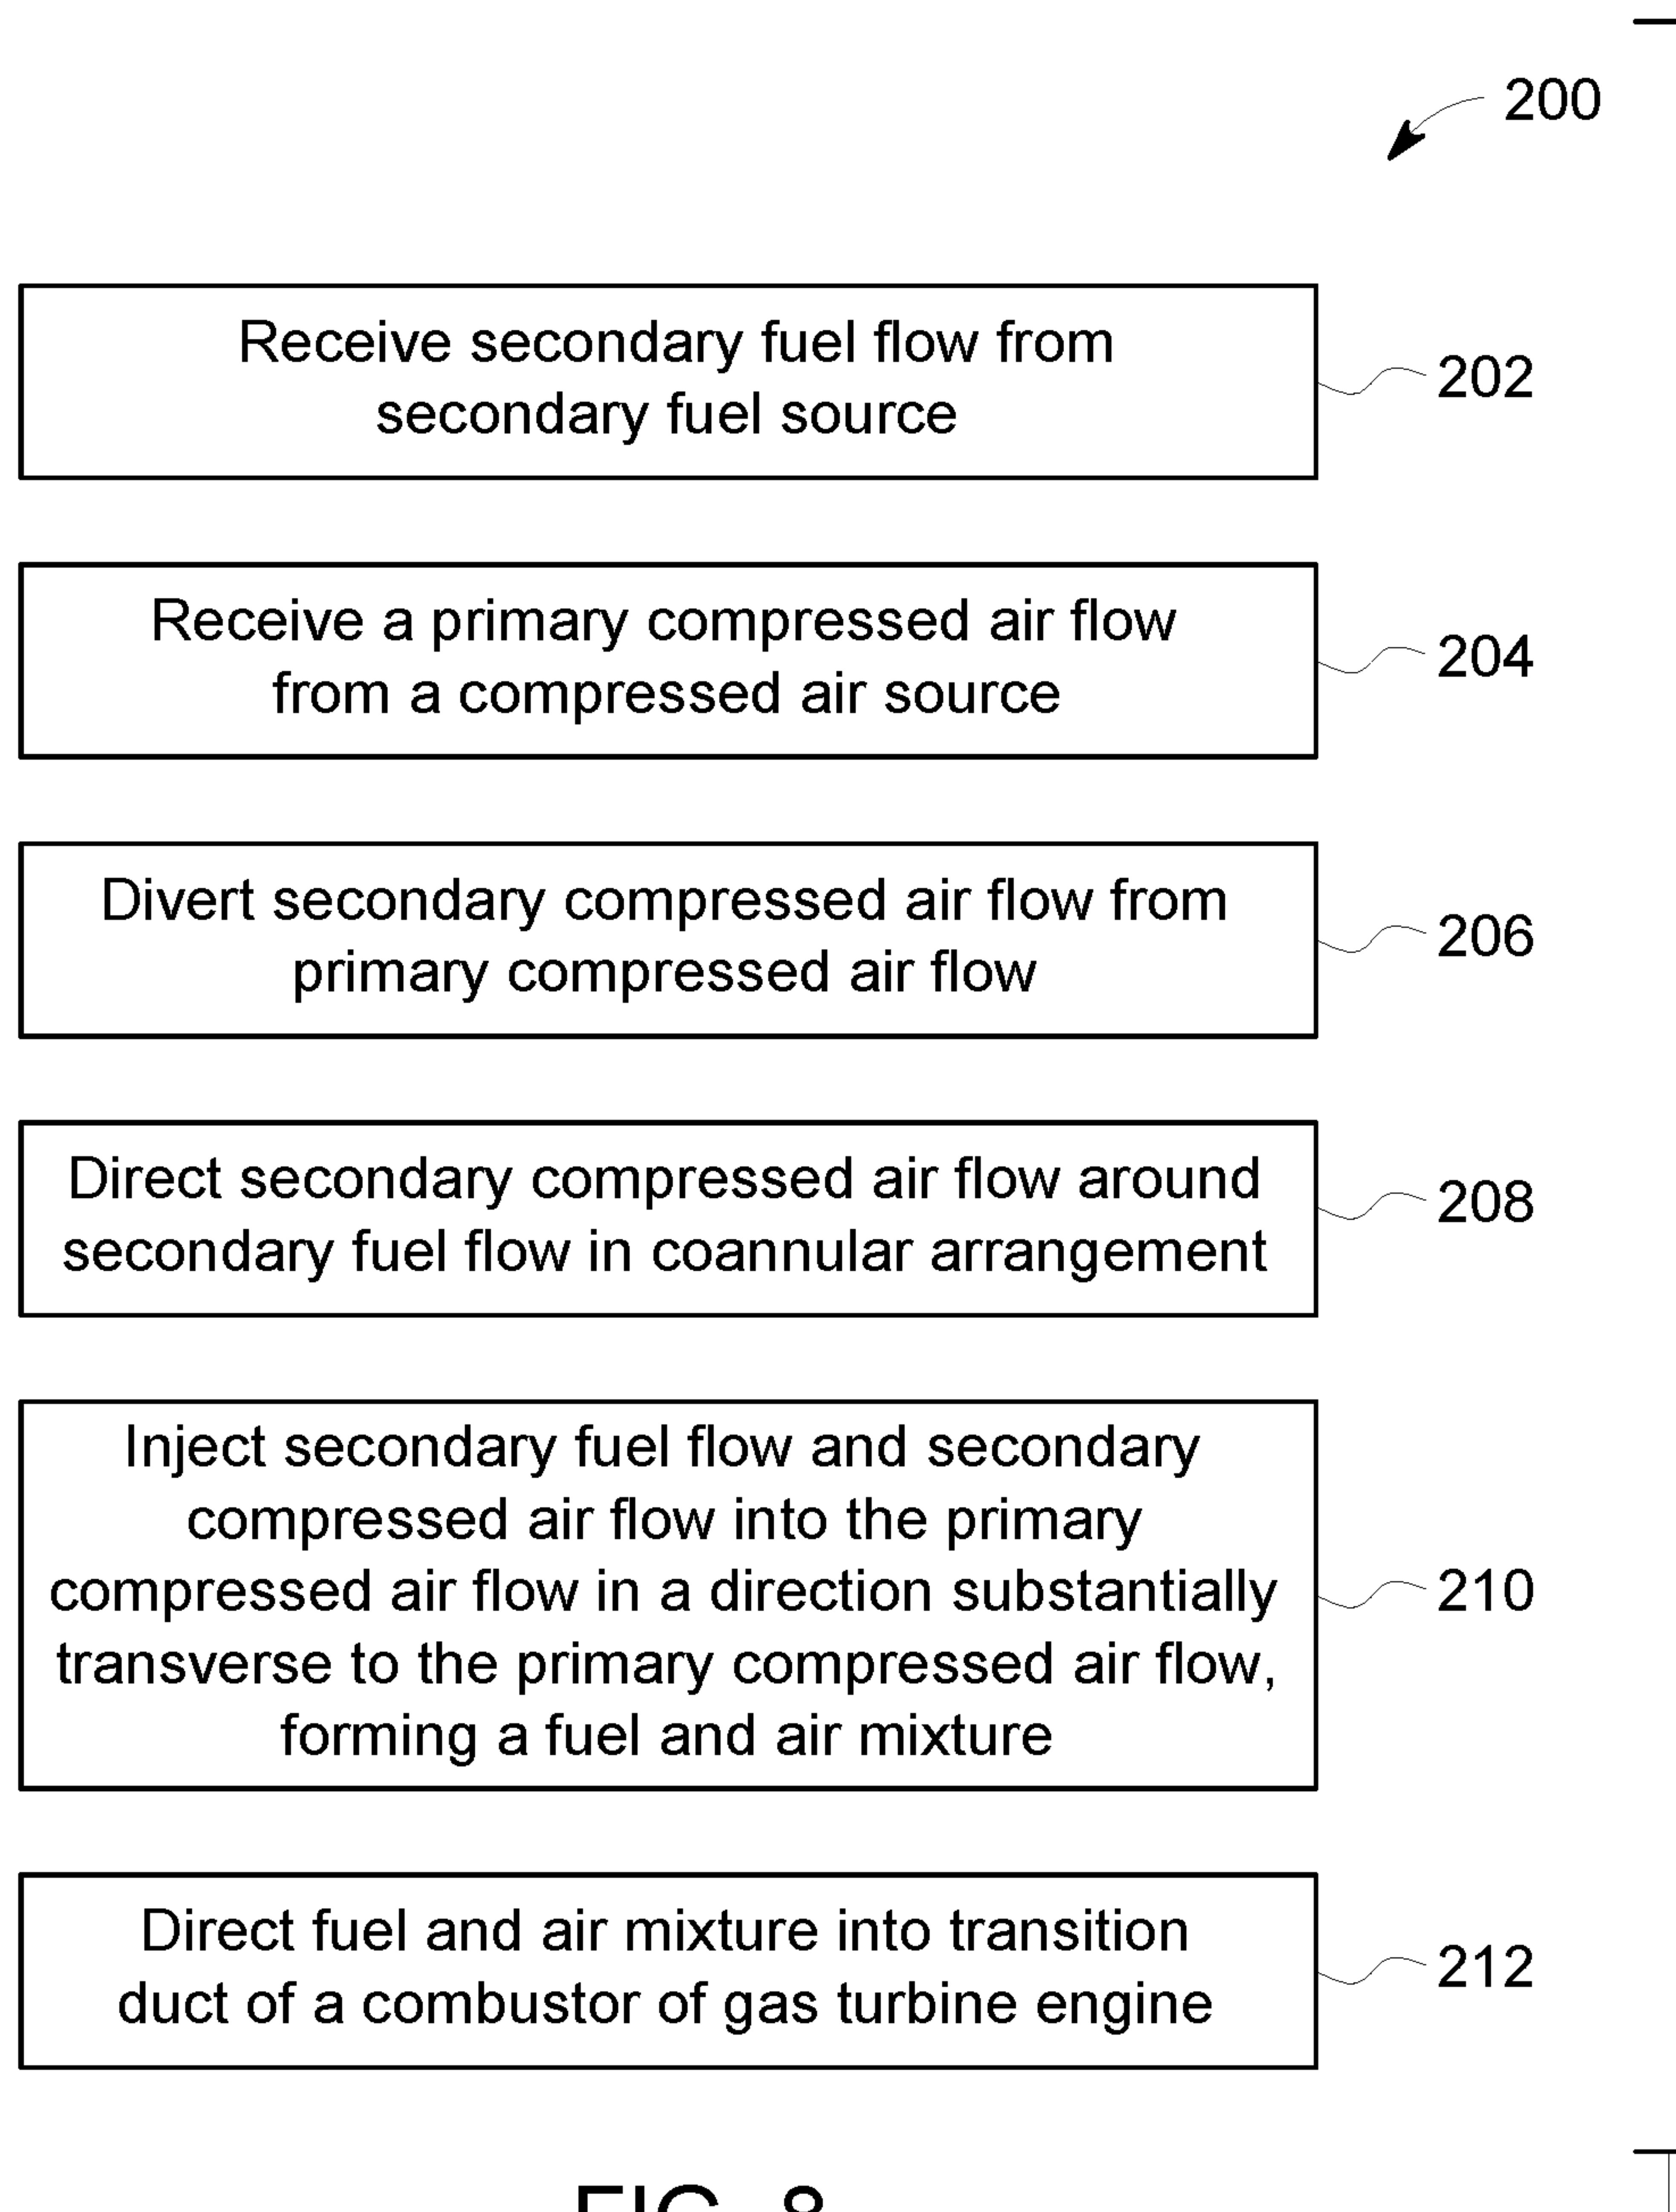 200
Receive secondary fuel flow from
secondary fuel source
202
Receive a primary compressed air flow
from a compressed air source
204
Divert secondary compressed air flow from
primary compressed air flow
206
Direct secondary compressed air flow around
secondary fuel flow in coannular arrangement
208
Inject secondary fuel flow and secondary
compressed air flow into the primary
compressed air flow in a direction substantially
transverse to the primary compressed air flow,
forming a fuel and air mixture
210
Direct fuel and air mixture into transition
duct of a combustor of gas turbine engine
212
FIG. 8